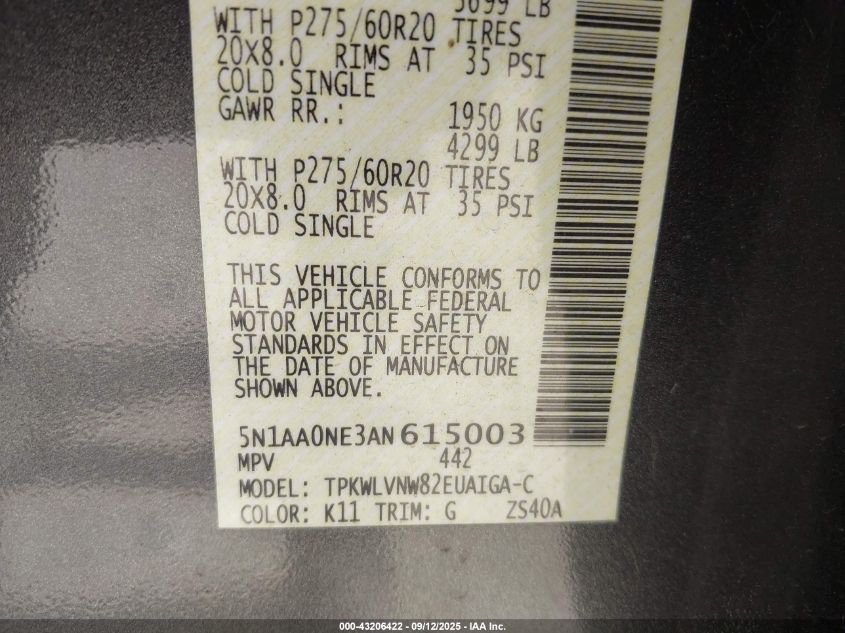 5699 LB
WITH P275/60R20 TIRES
20X8.0 RIMS AT 35 PSI
COLD SINGLE
GAWR RR.: 1950 KG
4299 LB
WITH P275/60R20 TIRES
20X8.0 RIMS AT 35 PSI
COLD SINGLE
THIS VEHICLE CONFORMS TO
ALL APPLICABLE FEDERAL
MOTOR VEHICLE SAFETY
STANDARDS IN EFFECT ON
THE DATE OF MANUFACTURE
SHOWN ABOVE.
5N1AA0NE3AN615003
MPV 442
MODEL: TPKWLVNW82EUAIGA-C
COLOR: K11 TRIM: G ZS40A
000-43206422 - 09/12/2025 - IAA Inc.